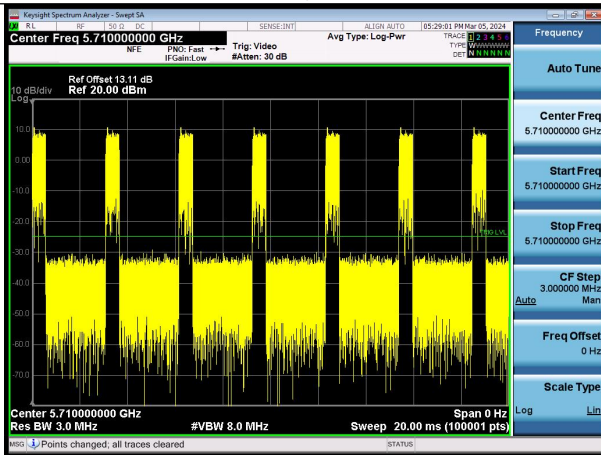 Keysight Spectrum Analyzer - Swept SA
RL RF 50 Ω DC SENSE:INT ALIGN AUTO 05:29:01 PM Mar 05, 2024
Center Freq 5.710000000 GHz
NFE PNO: Fast Trig: Video Avg Type: Log-Pwr TRACE 1 2 3 4 5 6
IFGain:Low #Atten: 30 dB TYPE WWWWWW
DET N N N N N N
Ref Offset 13.11 dB
10 dB/div Ref 20.00 dBm
Log
10.0
0.00
-10.0
-20.0
TRIG LVL
-30.0
-40.0
-50.0
-60.0
-70.0
Center 5.710000000 GHz Span 0 Hz
Res BW 3.0 MHz #VBW 8.0 MHz Sweep 20.00 ms (100001 pts)
MSG Points changed; all traces cleared STATUS
Frequency
Auto Tune
Center Freq
5.710000000 GHz
Start Freq
5.710000000 GHz
Stop Freq
5.710000000 GHz
CF Step
3.000000 MHz
Auto Man
Freq Offset
0 Hz
Scale Type
Log Lin